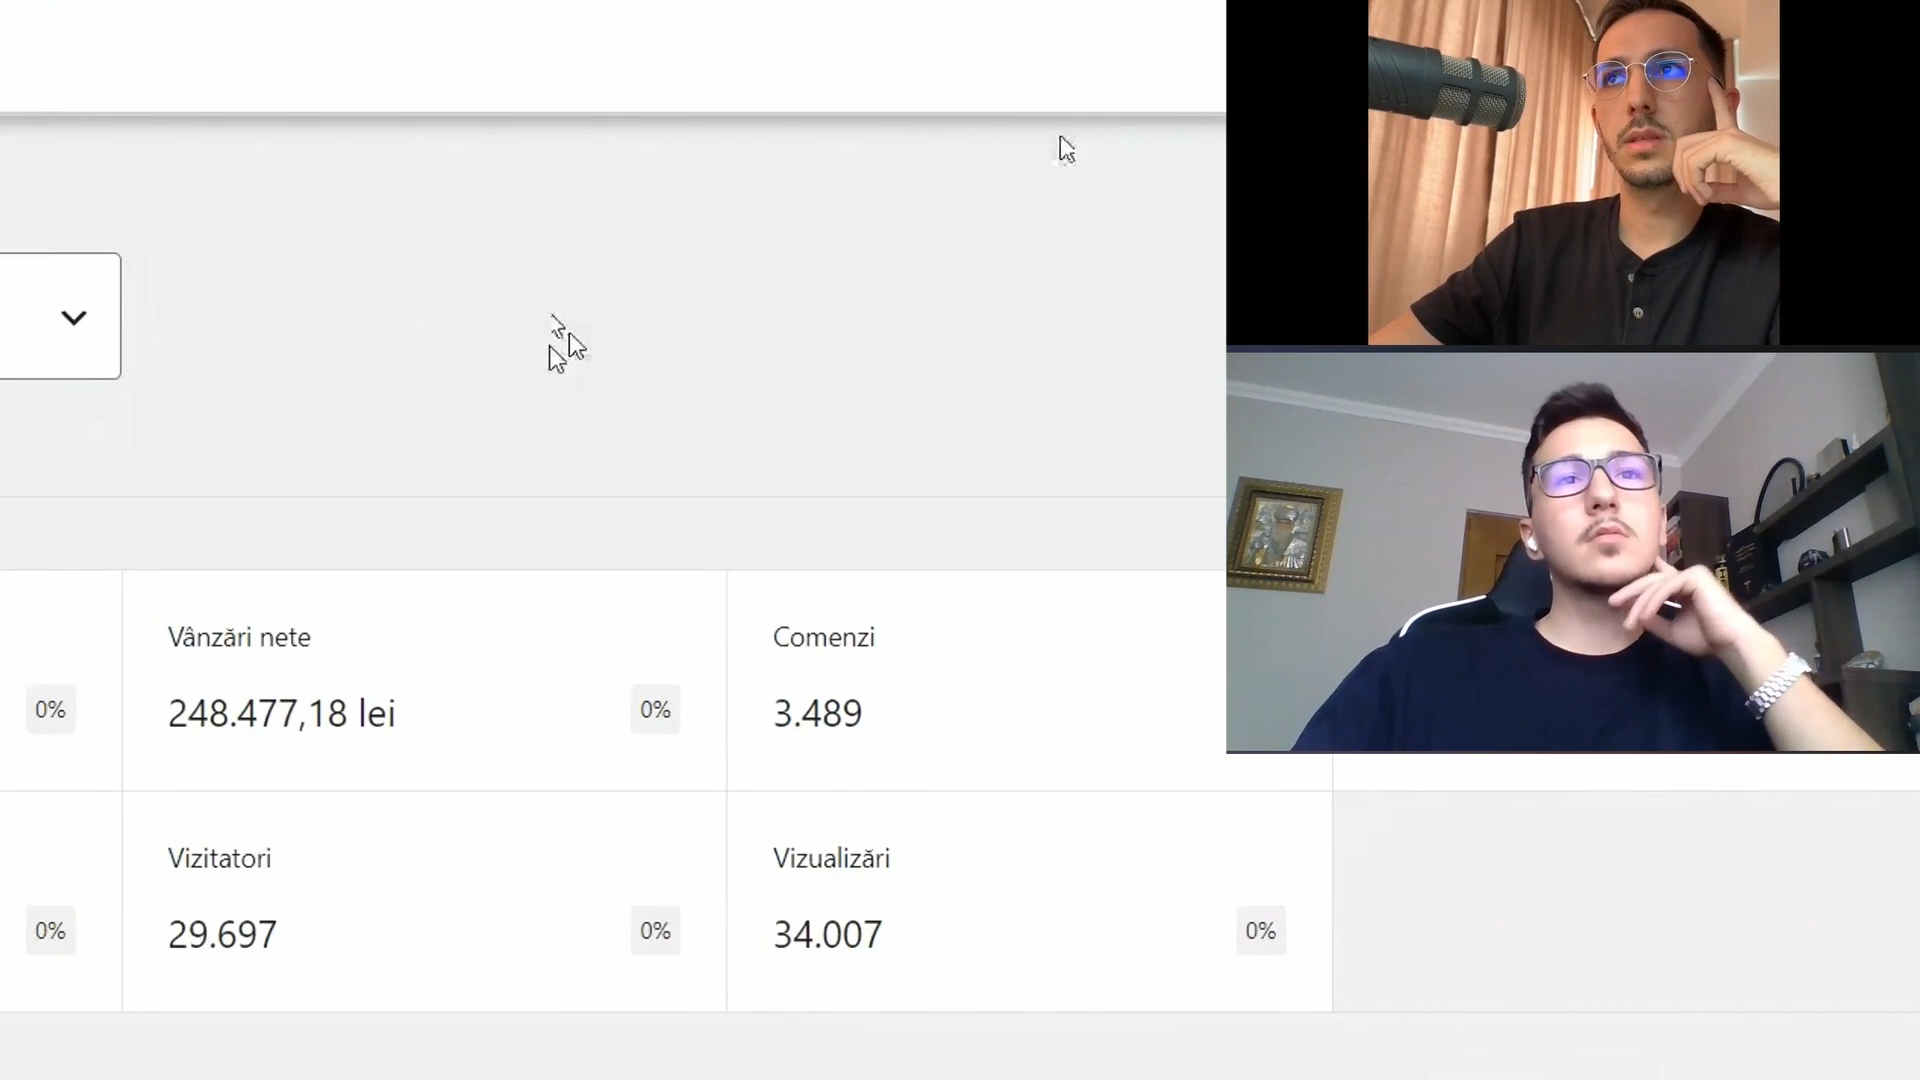 Vânzări nete
Comenzi
0%
248.477,18 lei
0%
3.489
Vizitatori
Vizualizări
0%
29.697
0%
34.007
0%